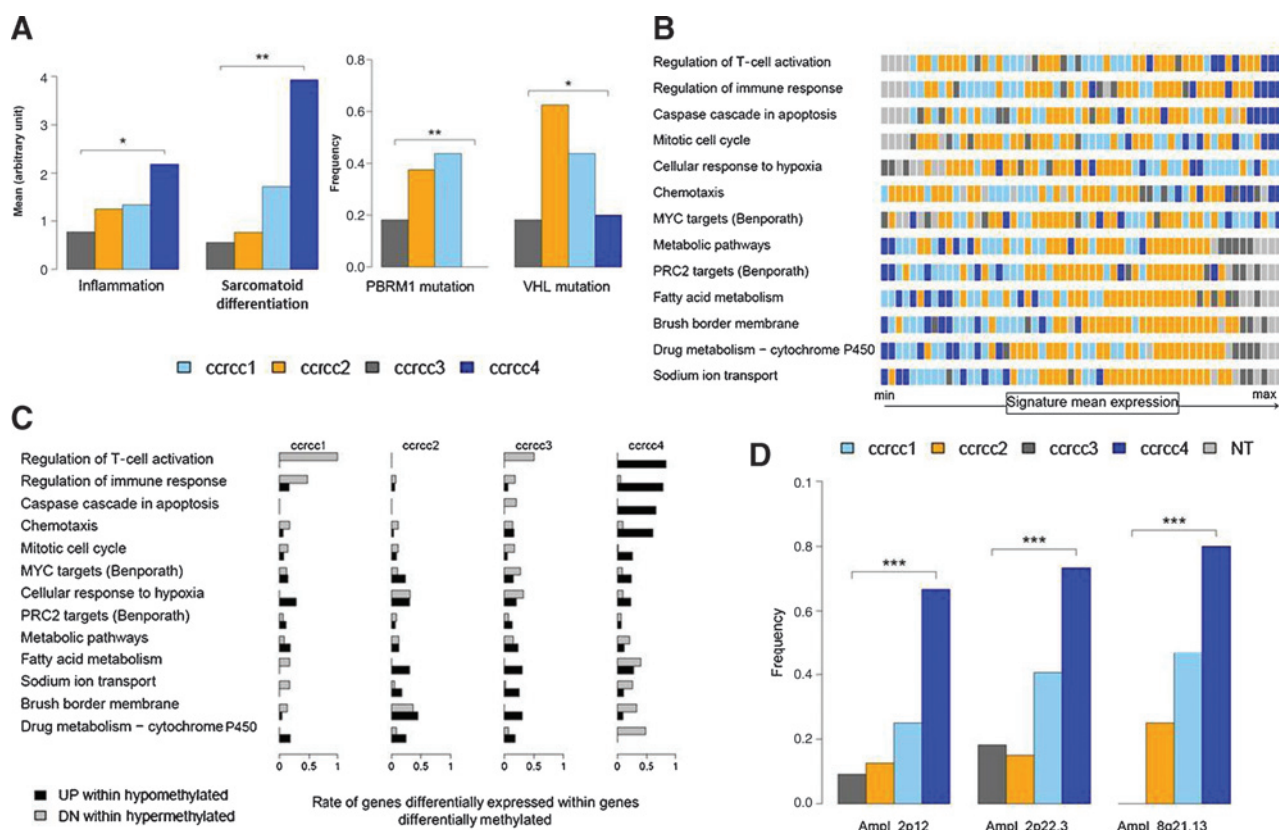 A
Mean (arbitrary unit)
4
3
2
1
0
*
**
Inflammation
Sarcomatoid
differentiation
Frequency
0.8
0.6
0.4
0.2
0.0
**
*
PBRM1 mutation
VHL mutation
ccrcc1 ccrcc2 ccrcc3 ccrcc4
B
Regulation of T-cell activation
Regulation of immune response
Caspase cascade in apoptosis
Mitotic cell cycle
Cellular response to hypoxia
Chemotaxis
MYC targets (Benporath)
Metabolic pathways
PRC2 targets (Benporath)
Fatty acid metabolism
Brush border membrane
Drug metabolism – cytochrome P450
Sodium ion transport
min Signature mean expression max
ccrcc1 ccrcc2 ccrcc3 ccrcc4 NT
C
ccrcc1 ccrcc2 ccrcc3 ccrcc4
Regulation of T-cell activation
Regulation of immune response
Caspase cascade in apoptosis
Chemotaxis
Mitotic cell cycle
MYC targets (Benporath)
Cellular response to hypoxia
PRC2 targets (Benporath)
Metabolic pathways
Fatty acid metabolism
Sodium ion transport
Brush border membrane
Drug metabolism – cytochrome P450
0 0.5 1 0 0.5 1 0 0.5 1 0 0.5 1
UP within hypomethylated
DN within hypermethylated
Rate of genes differentially expressed within genes
differentially methylated
D
Frequency
0.1
0.8
0.6
0.4
0.2
0.0
***
***
***
Ampl_2p12 Ampl_2p22.3 Ampl_8q21.13